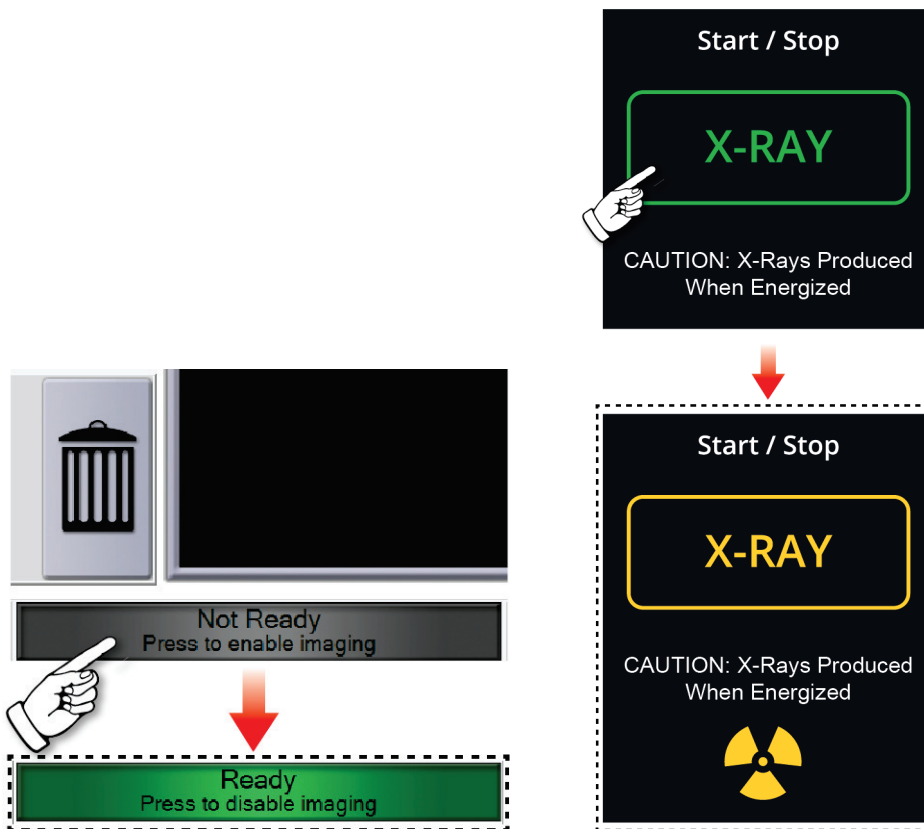 Start / Stop
X-RAY
CAUTION: X-Rays Produced
When Energized
Not Ready
Press to enable imaging
Ready
Press to disable imaging
Start / Stop
X-RAY
CAUTION: X-Rays Produced
When Energized